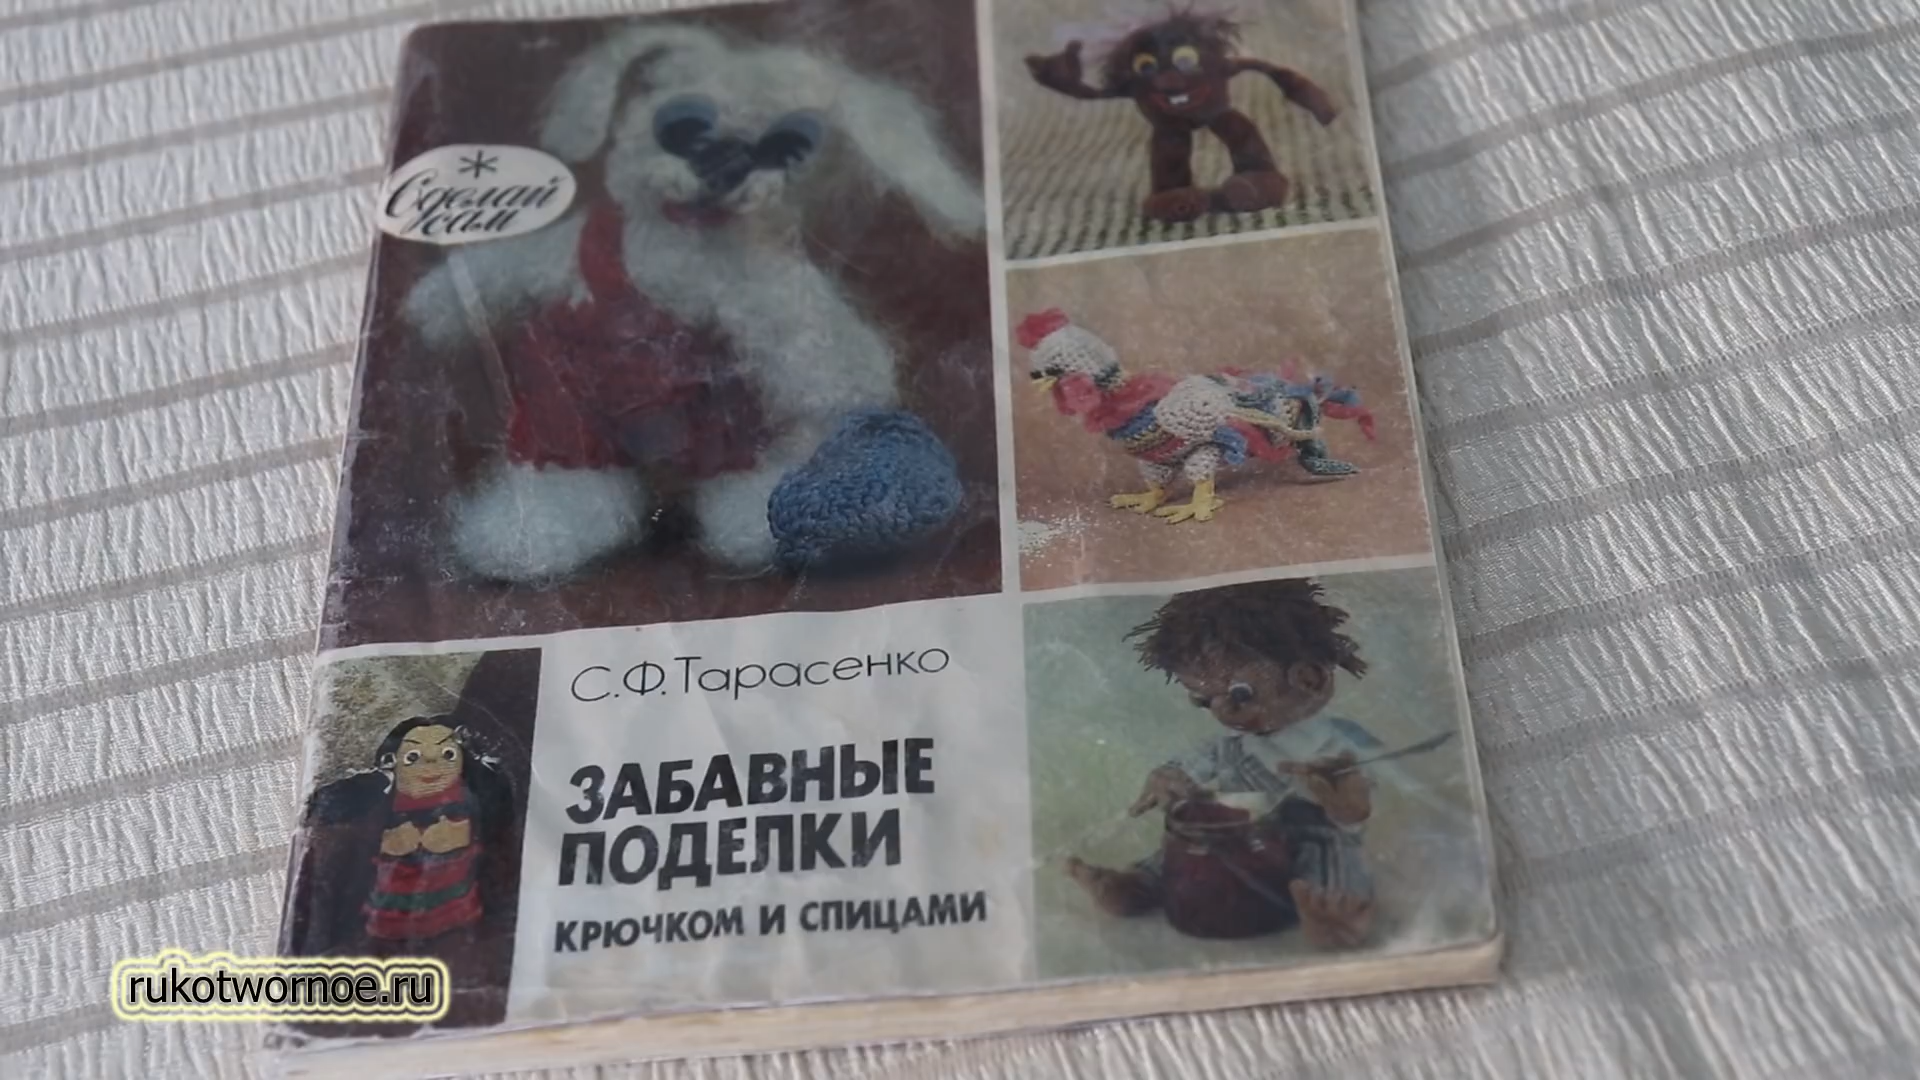 Сделай
сам
С.Ф.Тарасенко
ЗАБАВНЫЕ
ПОДЕЛКИ
КРЮЧКОМ И СПИЦАМИ
rukotwornoe.ru